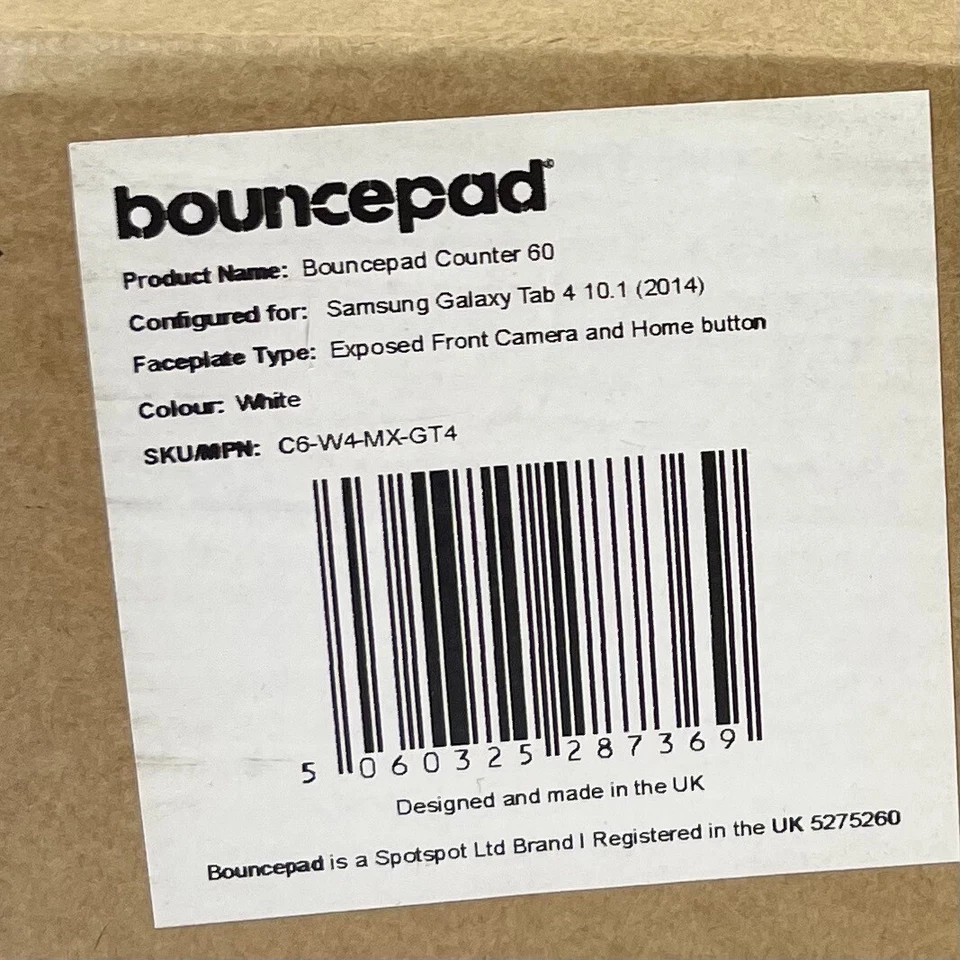 bouncepad®
Product Name: Bouncepad Counter 60
Configured for: Samsung Galaxy Tab 4 10.1 (2014)
Faceplate Type: Exposed Front Camera and Home button
Colour: White
SKU/MPN: C6-W4-MX-GT4
5 060325 287369
Designed and made in the UK
Bouncepad is a Spotspot Ltd Brand | Registered in the UK 5275260